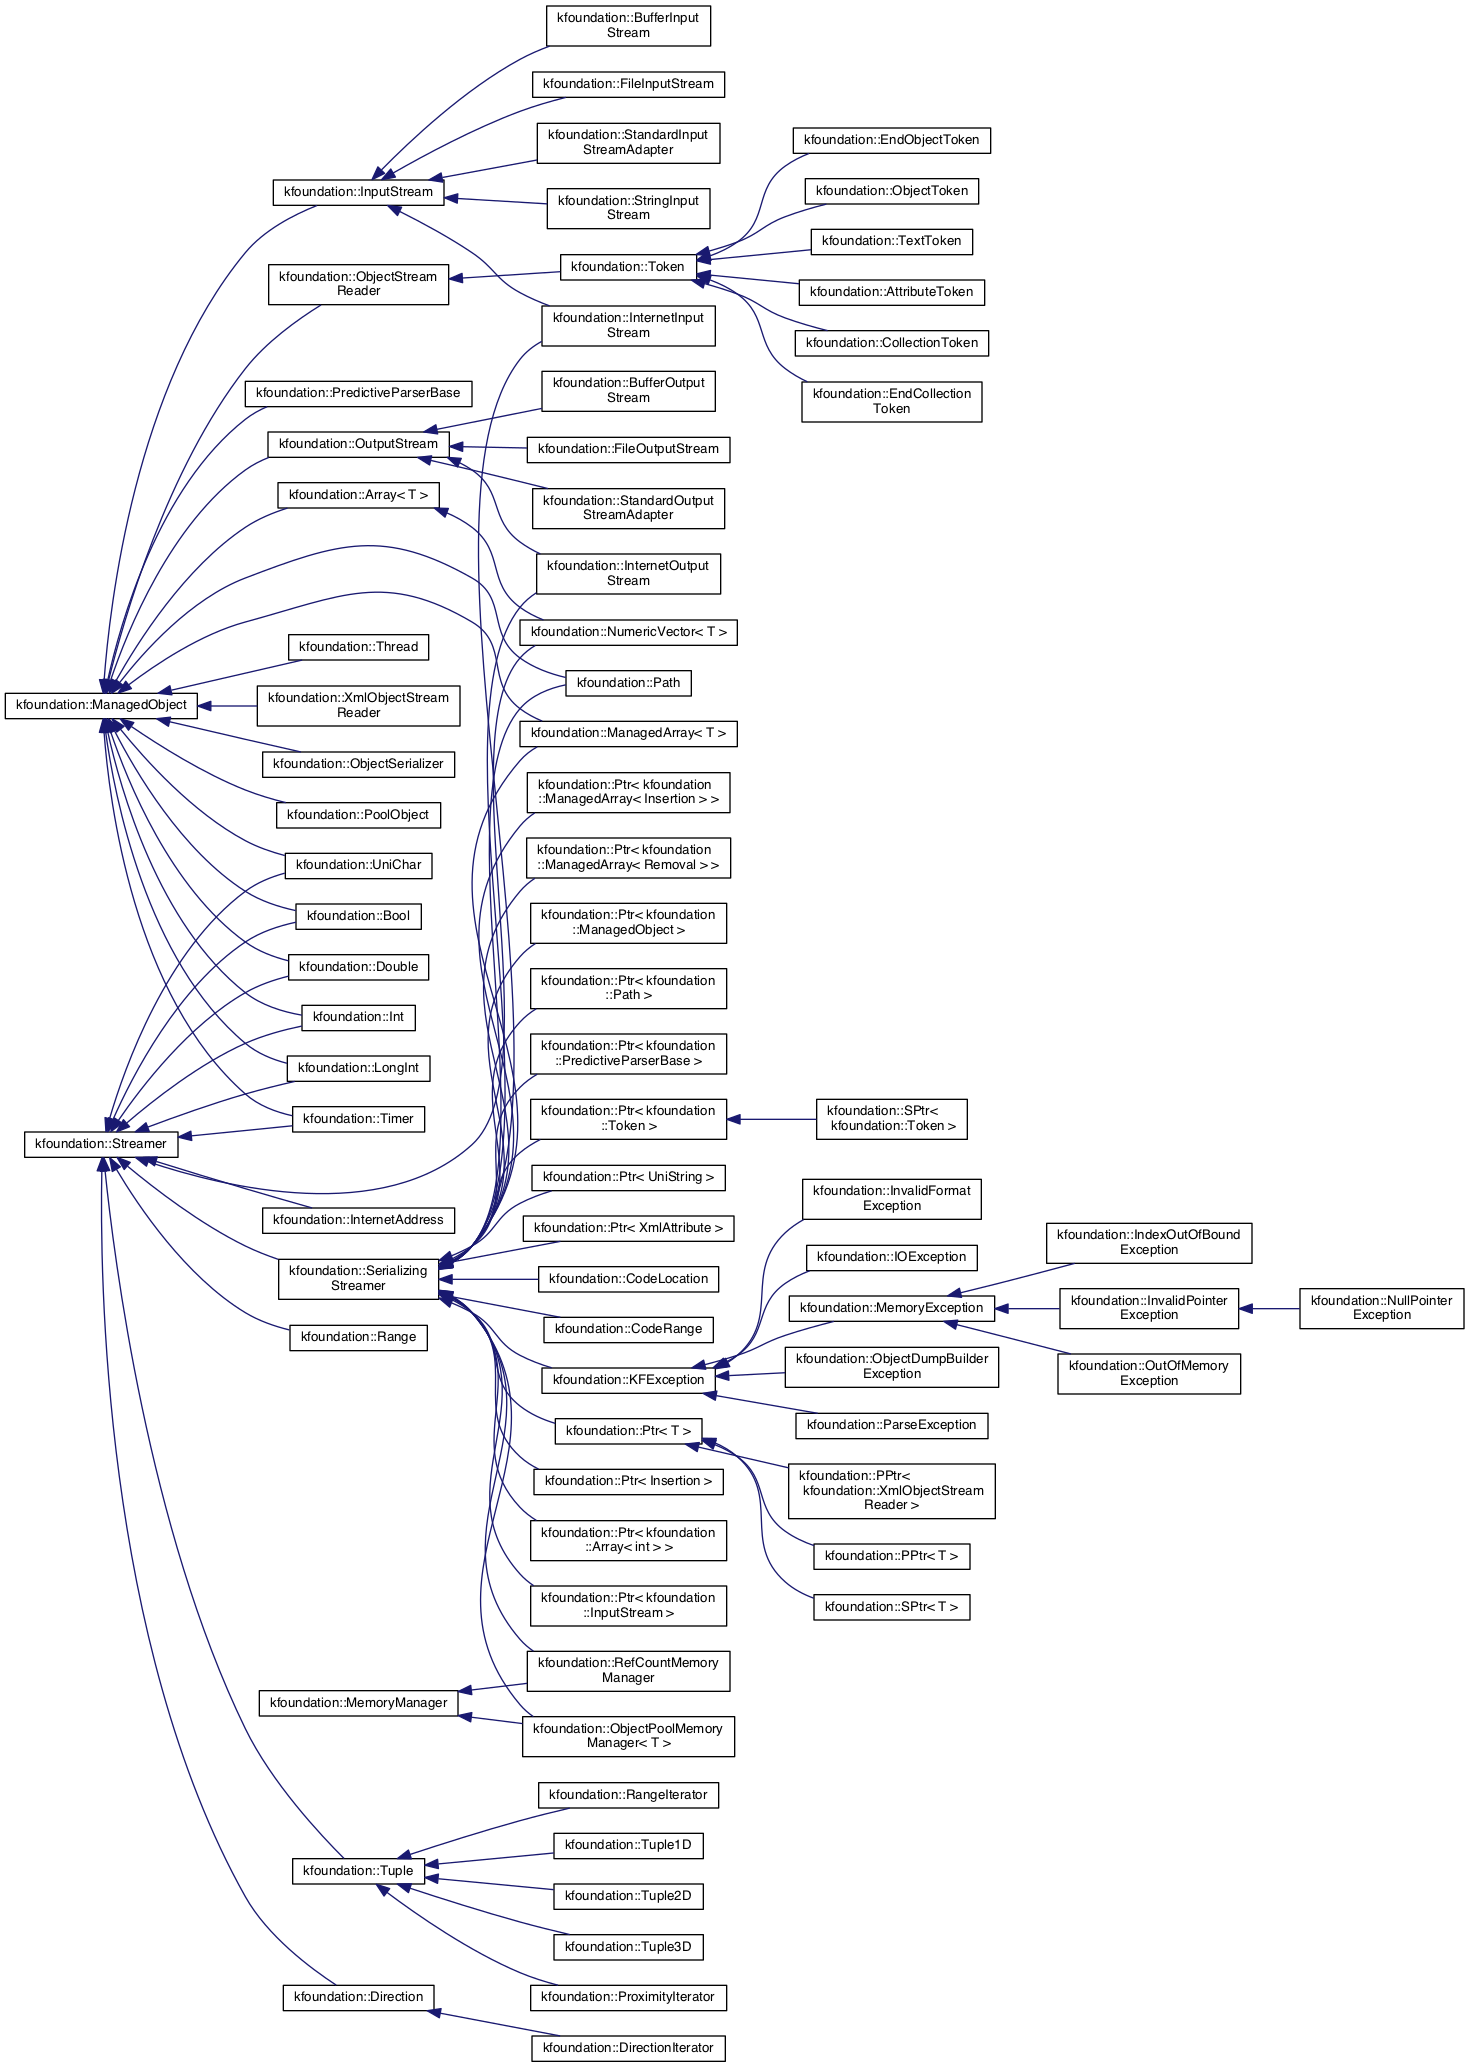 kfoundation::BufferInput
Stream
kfoundation::FileInputStream
kfoundation::StandardInput
StreamAdapter
kfoundation::InputStream
kfoundation::StringInput
Stream
kfoundation::EndObjectToken
kfoundation::ObjectToken
kfoundation::TextToken
kfoundation::Token
kfoundation::ObjectStream
Reader
kfoundation::AttributeToken
kfoundation::InternetInput
Stream
kfoundation::CollectionToken
kfoundation::EndCollection
Token
kfoundation::PredictiveParserBase
kfoundation::BufferOutput
Stream
kfoundation::OutputStream
kfoundation::FileOutputStream
kfoundation::Array< T >
kfoundation::StandardOutput
StreamAdapter
kfoundation::InternetOutput
Stream
kfoundation::NumericVector< T >
kfoundation::Thread
kfoundation::Path
kfoundation::ManagedObject
kfoundation::XmlObjectStream
Reader
kfoundation::ManagedArray< T >
kfoundation::ObjectSerializer
kfoundation::Ptr< kfoundation
::ManagedArray< Insertion > >
kfoundation::PoolObject
kfoundation::UniChar
kfoundation::Ptr< kfoundation
::ManagedArray< Removal > >
kfoundation::Bool
kfoundation::Ptr< kfoundation
::ManagedObject >
kfoundation::Double
kfoundation::Ptr< kfoundation
::Path >
kfoundation::Int
kfoundation::LongInt
kfoundation::Ptr< kfoundation
::PredictiveParserBase >
kfoundation::Timer
kfoundation::Ptr< kfoundation
::Token >
kfoundation::SPtr<
kfoundation::Token >
kfoundation::Streamer
kfoundation::Ptr< UniString >
kfoundation::InvalidFormat
Exception
kfoundation::InternetAddress
kfoundation::Ptr< XmlAttribute >
kfoundation::IOException
kfoundation::IndexOutOfBound
Exception
kfoundation::Serializing
Streamer
kfoundation::CodeLocation
kfoundation::MemoryException
kfoundation::InvalidPointer
Exception
kfoundation::NullPointer
Exception
kfoundation::Range
kfoundation::CodeRange
kfoundation::KFException
kfoundation::ObjectDumpBuilder
Exception
kfoundation::OutOfMemory
Exception
kfoundation::Ptr< T >
kfoundation::ParseException
kfoundation::Ptr< Insertion >
kfoundation::PPtr<
kfoundation::XmlObjectStream
Reader >
kfoundation::Ptr< kfoundation
::Array< int > >
kfoundation::PPtr< T >
kfoundation::Ptr< kfoundation
::InputStream >
kfoundation::SPtr< T >
kfoundation::RefCountMemory
Manager
kfoundation::MemoryManager
kfoundation::ObjectPoolMemory
Manager< T >
kfoundation::RangeIterator
kfoundation::Tuple1D
kfoundation::Tuple
kfoundation::Tuple2D
kfoundation::Tuple3D
kfoundation::Direction
kfoundation::ProximityIterator
kfoundation::DirectionIterator